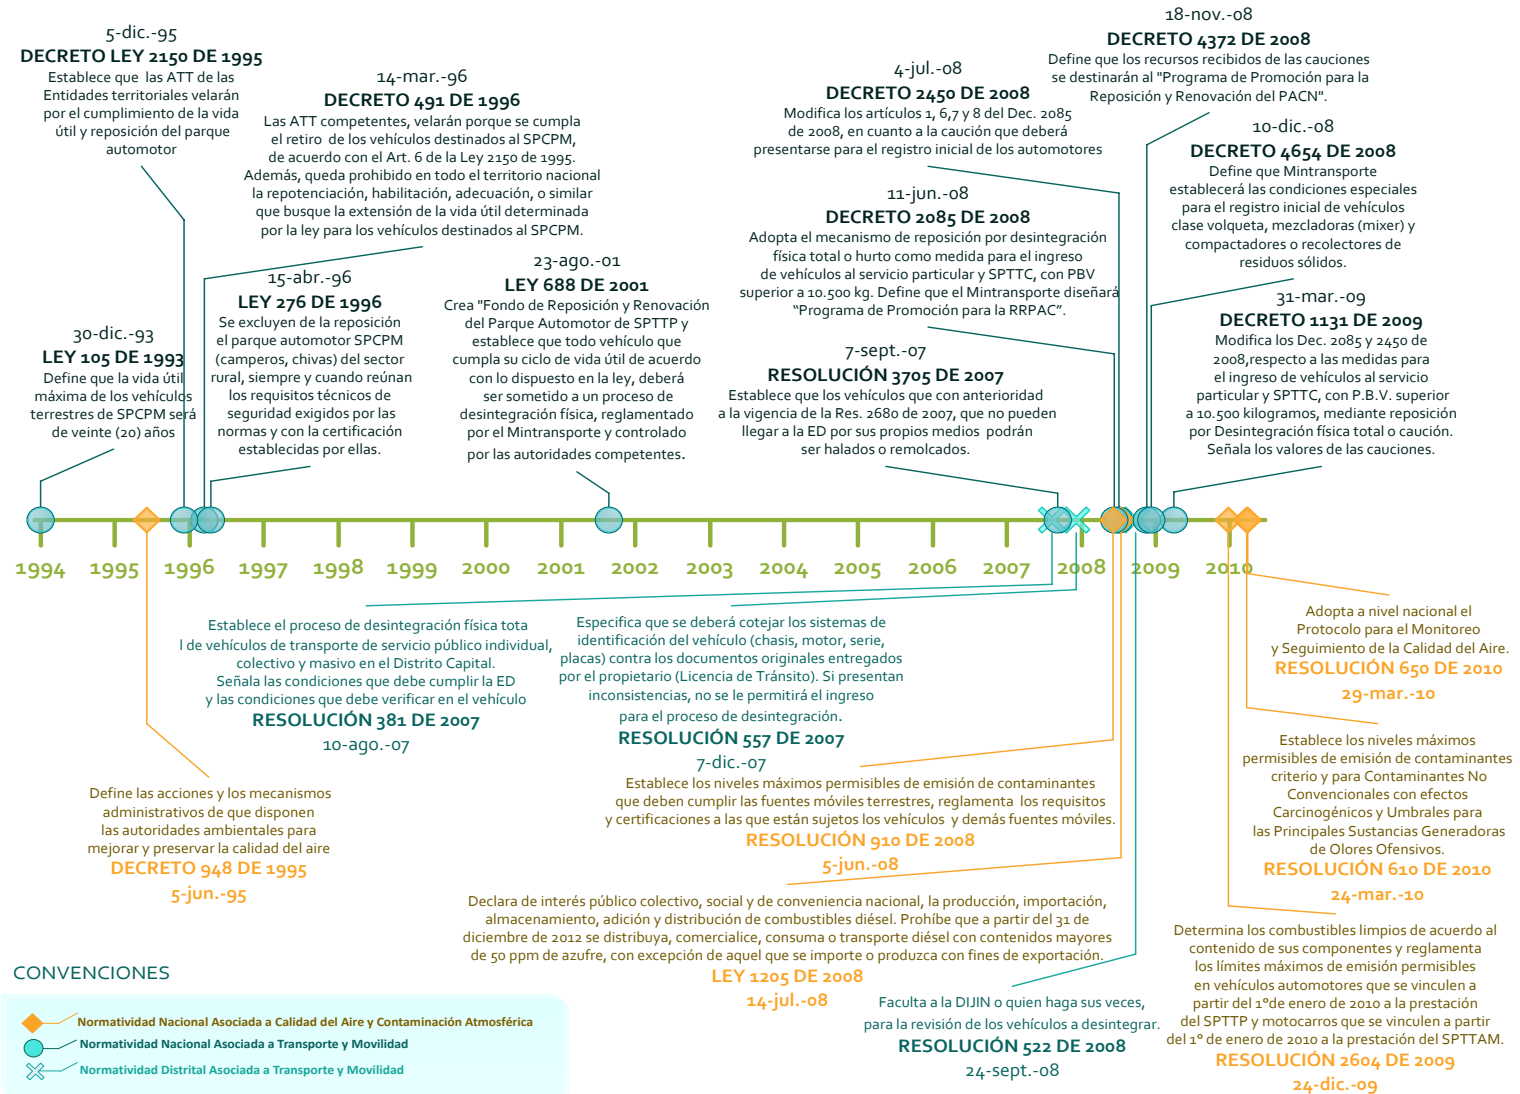 5-dic.-95
DECRETO LEY 2150 DE 1995
Establece que las ATT de las
Entidades territoriales velarán
por el cumplimiento de la vida
útil y reposición del parque
automotor
14-mar.-96
DECRETO 491 DE 1996
Las ATT competentes, velarán porque se cumpla
el retiro de los vehículos destinados al SPCPM,
de acuerdo con el Art. 6 de la Ley 2150 de 1995.
Además, queda prohibido en todo el territorio nacional
la repotenciación, habilitación, adecuación, o similar
que busque la extensión de la vida útil determinada
por la ley para los vehículos destinados al SPCPM.
15-abr.-96
LEY 276 DE 1996
Se excluyen de la reposición
el parque automotor SPCPM
(camperos, chivas) del sector
rural, siempre y cuando reúnan
los requisitos técnicos de
seguridad exigidos por las
normas y con la certificación
establecidas por ellas.
30-dic.-93
LEY 105 DE 1993
Define que la vida útil
máxima de los vehículos
terrestres de SPCPM será
de veinte (20) años
23-ago.-01
LEY 688 DE 2001
Crea "Fondo de Reposición y Renovación
del Parque Automotor de SPTTP y
establece que todo vehículo que
cumpla su ciclo de vida útil de acuerdo
con lo dispuesto en la ley, deberá
ser sometido a un proceso de
desintegración física, reglamentado
por el Mintransporte y controlado
por las autoridades competentes.
4-jul.-08
DECRETO 2450 DE 2008
Modifica los artículos 1, 6,7 y 8 del Dec. 2085
de 2008, en cuanto a la caución que deberá
presentarse para el registro inicial de los automotores
11-jun.-08
DECRETO 2085 DE 2008
Adopta el mecanismo de reposición por desintegración
física total o hurto como medida para el ingreso
de vehículos al servicio particular y SPTTC, con PBV
superior a 10.500 kg. Define que el Mintransporte diseñará
“Programa de Promoción para la RRPAC”.
7-sept.-07
RESOLUCIÓN 3705 DE 2007
Establece que los vehículos que con anterioridad
a la vigencia de la Res. 2680 de 2007, que no pueden
llegar a la ED por sus propios medios podrán
ser halados o remolcados.
18-nov.-08
DECRETO 4372 DE 2008
Define que los recursos recibidos de las cauciones
se destinarán al "Programa de Promoción para la
Reposición y Renovación del PACN".
10-dic.-08
DECRETO 4654 DE 2008
Define que Mintransporte
establecerá las condiciones especiales
para el registro inicial de vehículos
clase volqueta, mezcladoras (mixer) y
compactadores o recolectores de
residuos sólidos.
31-mar.-09
DECRETO 1131 DE 2009
Modifica los Dec. 2085 y 2450 de
2008,respecto a las medidas para
el ingreso de vehículos al servicio
particular y SPTTC, con P.B.V. superior
a 10.500 kilogramos, mediante reposición
por Desintegración física total o caución.
Señala los valores de las cauciones.
1994 1995 1996 1997 1998 1999 2000 2001 2002 2003 2004 2005 2006 2007 2008 2009 2010
Establece el proceso de desintegración física tota
l de vehículos de transporte de servicio público individual,
colectivo y masivo en el Distrito Capital.
Señala las condiciones que debe cumplir la ED
y las condiciones que debe verificar en el vehículo
RESOLUCIÓN 381 DE 2007
10-ago.-07
Especifica que se deberá cotejar los sistemas de
identificación del vehículo (chasis, motor, serie,
placas) contra los documentos originales entregados
por el propietario (Licencia de Tránsito). Si presentan
inconsistencias, no se le permitirá el ingreso
para el proceso de desintegración.
RESOLUCIÓN 557 DE 2007
7-dic.-07
Define las acciones y los mecanismos
administrativos de que disponen
las autoridades ambientales para
mejorar y preservar la calidad del aire
DECRETO 948 DE 1995
5-jun.-95
Establece los niveles máximos permisibles de emisión de contaminantes
que deben cumplir las fuentes móviles terrestres, reglamenta los requisitos
y certificaciones a las que están sujetos los vehículos y demás fuentes móviles.
RESOLUCIÓN 910 DE 2008
5-jun.-08
Declara de interés público colectivo, social y de conveniencia nacional, la producción, importación,
almacenamiento, adición y distribución de combustibles diésel. Prohíbe que a partir del 31 de
diciembre de 2012 se distribuya, comercialice, consuma o transporte diésel con contenidos mayores
de 50 ppm de azufre, con excepción de aquel que se importe o produzca con fines de exportación.
LEY 1205 DE 2008
14-jul.-08
Faculta a la DIJIN o quien haga sus veces,
para la revisión de los vehículos a desintegrar.
RESOLUCIÓN 522 DE 2008
24-sept.-08
Adopta a nivel nacional el
Protocolo para el Monitoreo
y Seguimiento de la Calidad del Aire.
RESOLUCIÓN 650 DE 2010
29-mar.-10
Establece los niveles máximos
permisibles de emisión de contaminantes
criterio y para Contaminantes No
Convencionales con efectos
Carcinogénicos y Umbrales para
las Principales Sustancias Generadoras
de Olores Ofensivos.
RESOLUCIÓN 610 DE 2010
24-mar.-10
Determina los combustibles limpios de acuerdo al
contenido de sus componentes y reglamenta
los límites máximos de emisión permisibles
en vehículos automotores que se vinculen a
partir del 1°de enero de 2010 a la prestación
del SPTTP y motocarros que se vinculen a partir
del 1° de enero de 2010 a la prestación del SPTTAM.
RESOLUCIÓN 2604 DE 2009
24-dic.-09
CONVENCIONES
Normatividad Nacional Asociada a Calidad del Aire y Contaminación Atmosférica
Normatividad Nacional Asociada a Transporte y Movilidad
Normatividad Distrital Asociada a Transporte y Movilidad